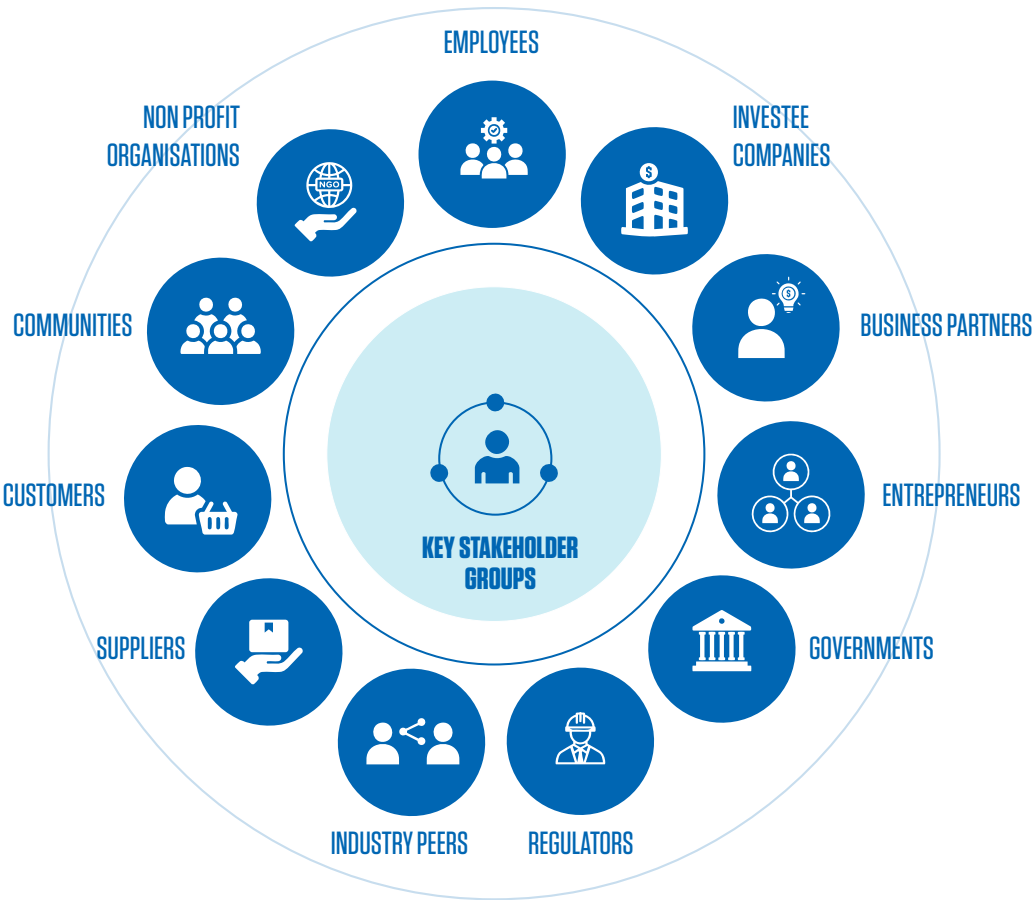 EMPLOYEES
INVESTEE
COMPANIES
BUSINESS PARTNERS
ENTREPRENEURS
GOVERNMENTS
REGULATORS
INDUSTRY PEERS
SUPPLIERS
CUSTOMERS
COMMUNITIES
NON PROFIT
ORGANISATIONS
NGO
$
$
KEY STAKEHOLDER
GROUPS